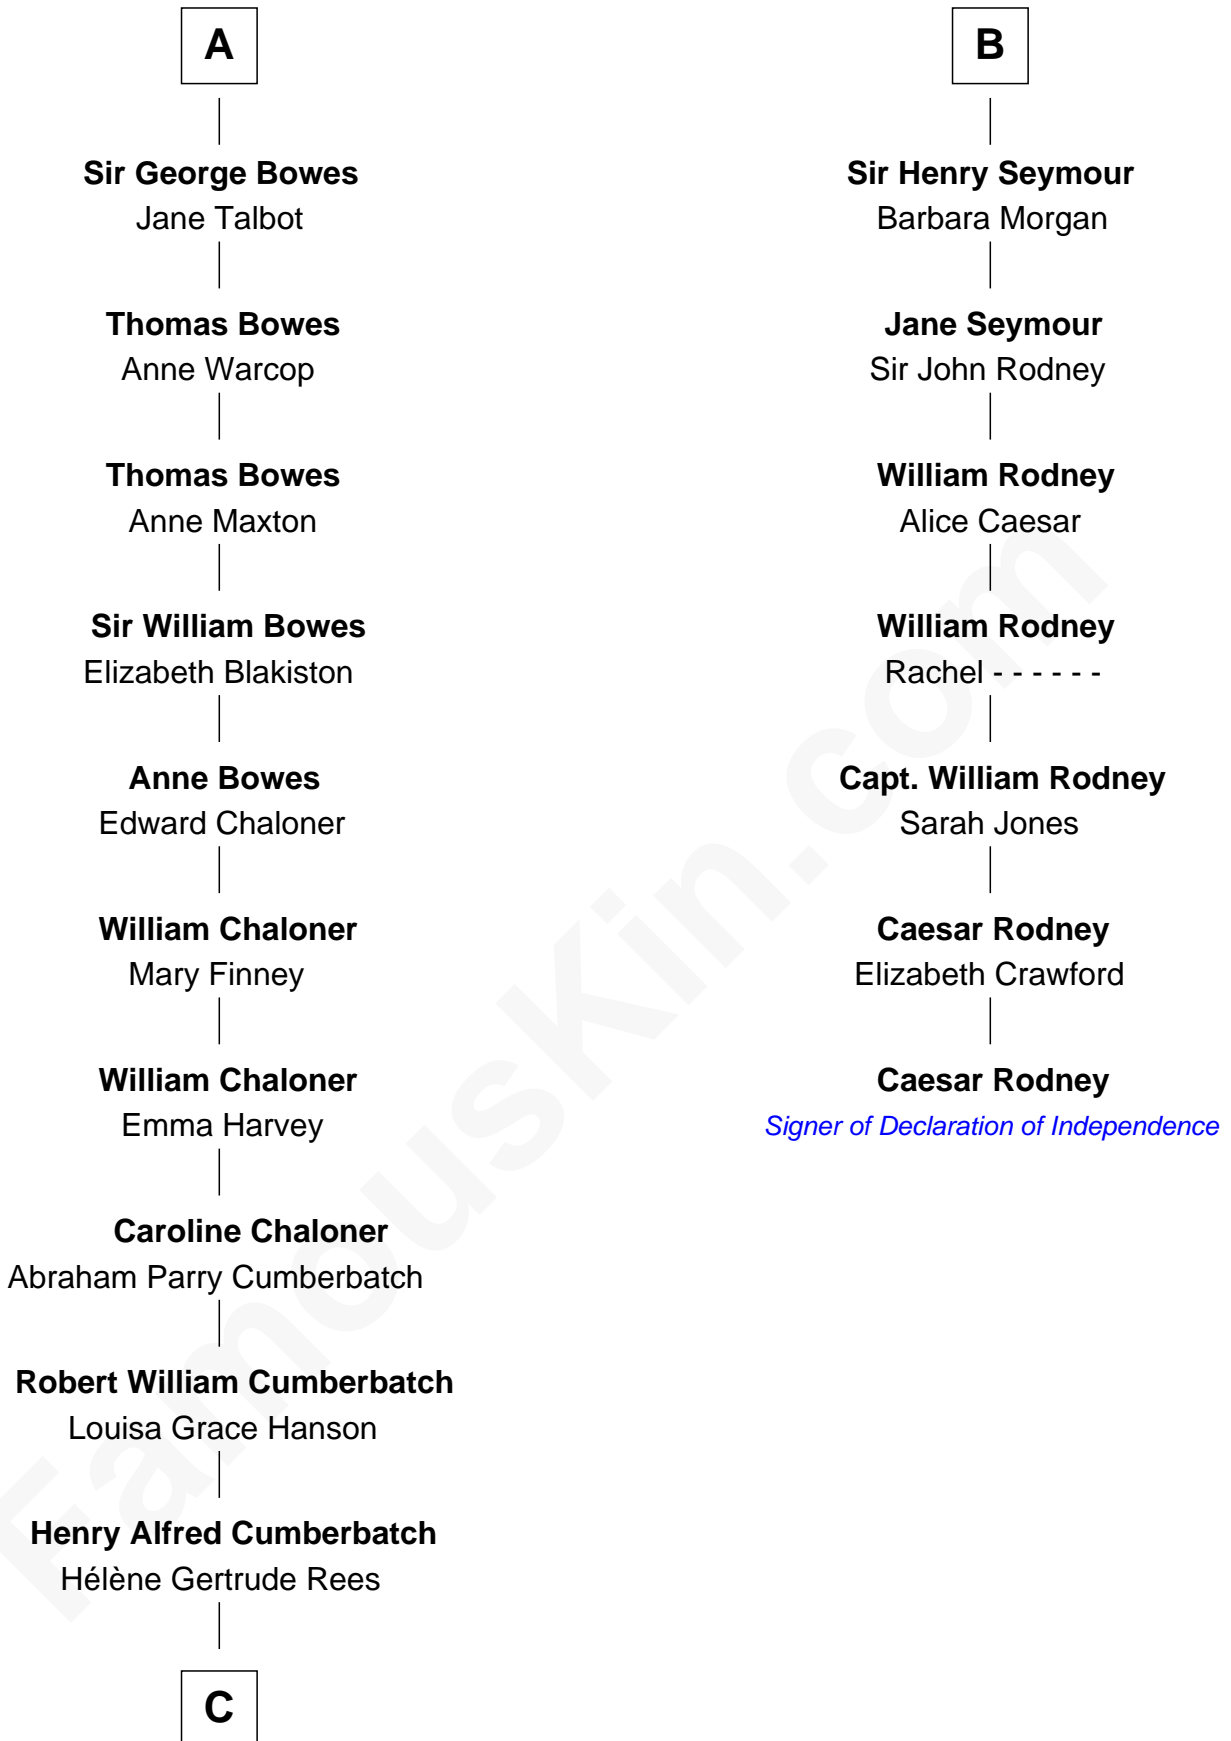 A
Sir George Bowes
Jane Talbot
Thomas Bowes
Anne Warcop
Thomas Bowes
Anne Maxton
Sir William Bowes
Elizabeth Blakiston
Anne Bowes
Edward Chaloner
William Chaloner
Mary Finney
William Chaloner
Emma Harvey
Caroline Chaloner
Abraham Parry Cumberbatch
Robert William Cumberbatch
Louisa Grace Hanson
Henry Alfred Cumberbatch
Hélène Gertrude Rees
C
B
Sir Henry Seymour
Barbara Morgan
Jane Seymour
Sir John Rodney
William Rodney
Alice Caesar
William Rodney
Rachel - - - - - -
Capt. William Rodney
Sarah Jones
Caesar Rodney
Elizabeth Crawford
Caesar Rodney
Signer of Declaration of Independence
FamousKin.com